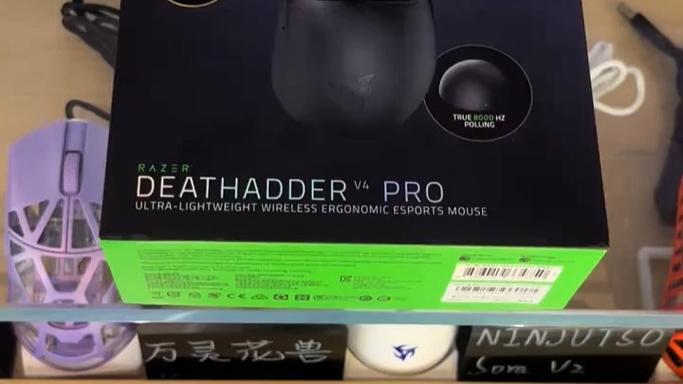 TRUE 8000 HZ
POLLING
RAZER
DEATHADDER V4 PRO
ULTRA-LIGHTWEIGHT WIRELESS ERGONOMIC ESPORTS MOUSE
万灵花兽
NINJUTSO
Sora V2